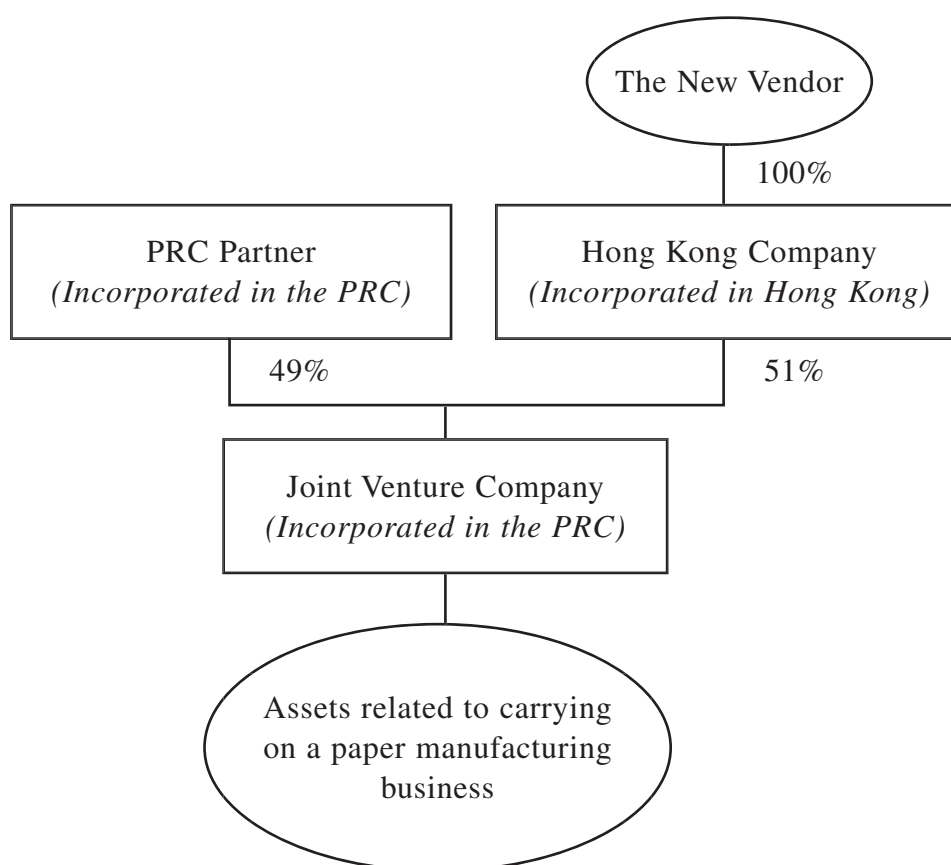 The New Vendor
100%
PRC Partner
(Incorporated in the PRC)
Hong Kong Company
(Incorporated in Hong Kong)
49%
51%
Joint Venture Company
(Incorporated in the PRC)
Assets related to carrying
on a paper manufacturing
business